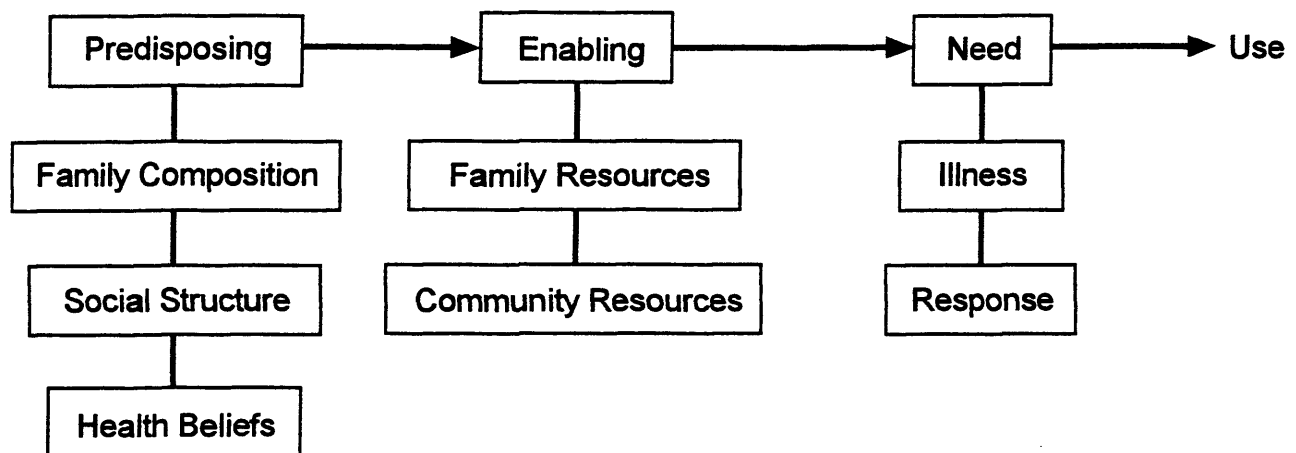 Predisposing
Enabling
Need
Use
Family Composition
Family Resources
Illness
Social Structure
Community Resources
Response
Health Beliefs